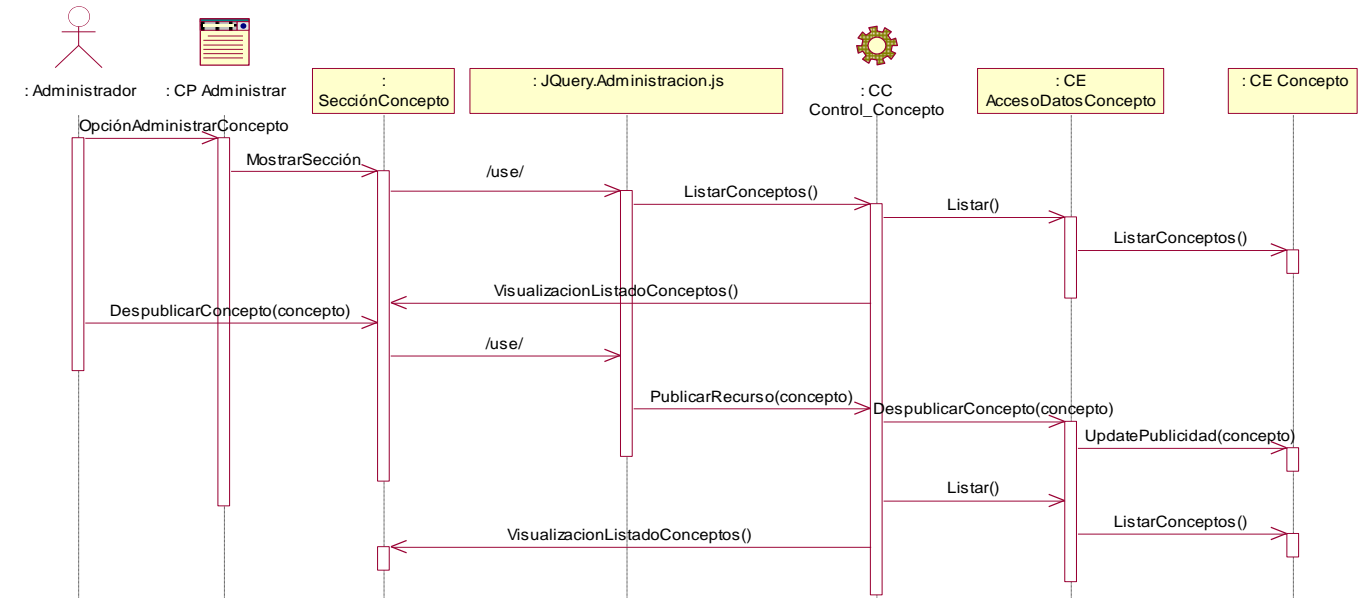 : Administrador
: CP Administrar
:
SecciónConcepto
: JQuery.Administracion.js
: CC
Control_Concepto
: CE
AccesoDatosConcepto
: CE Concepto
OpciónAdministrarConcepto
MostrarSección
/use/
ListarConceptos()
Listar()
ListarConceptos()
VisualizacionListadoConceptos()
DespublicarConcepto(concepto)
/use/
PublicarRecurso(concepto)
DespublicarConcepto(concepto)
UpdatePublicidad(concepto)
Listar()
ListarConceptos()
VisualizacionListadoConceptos()